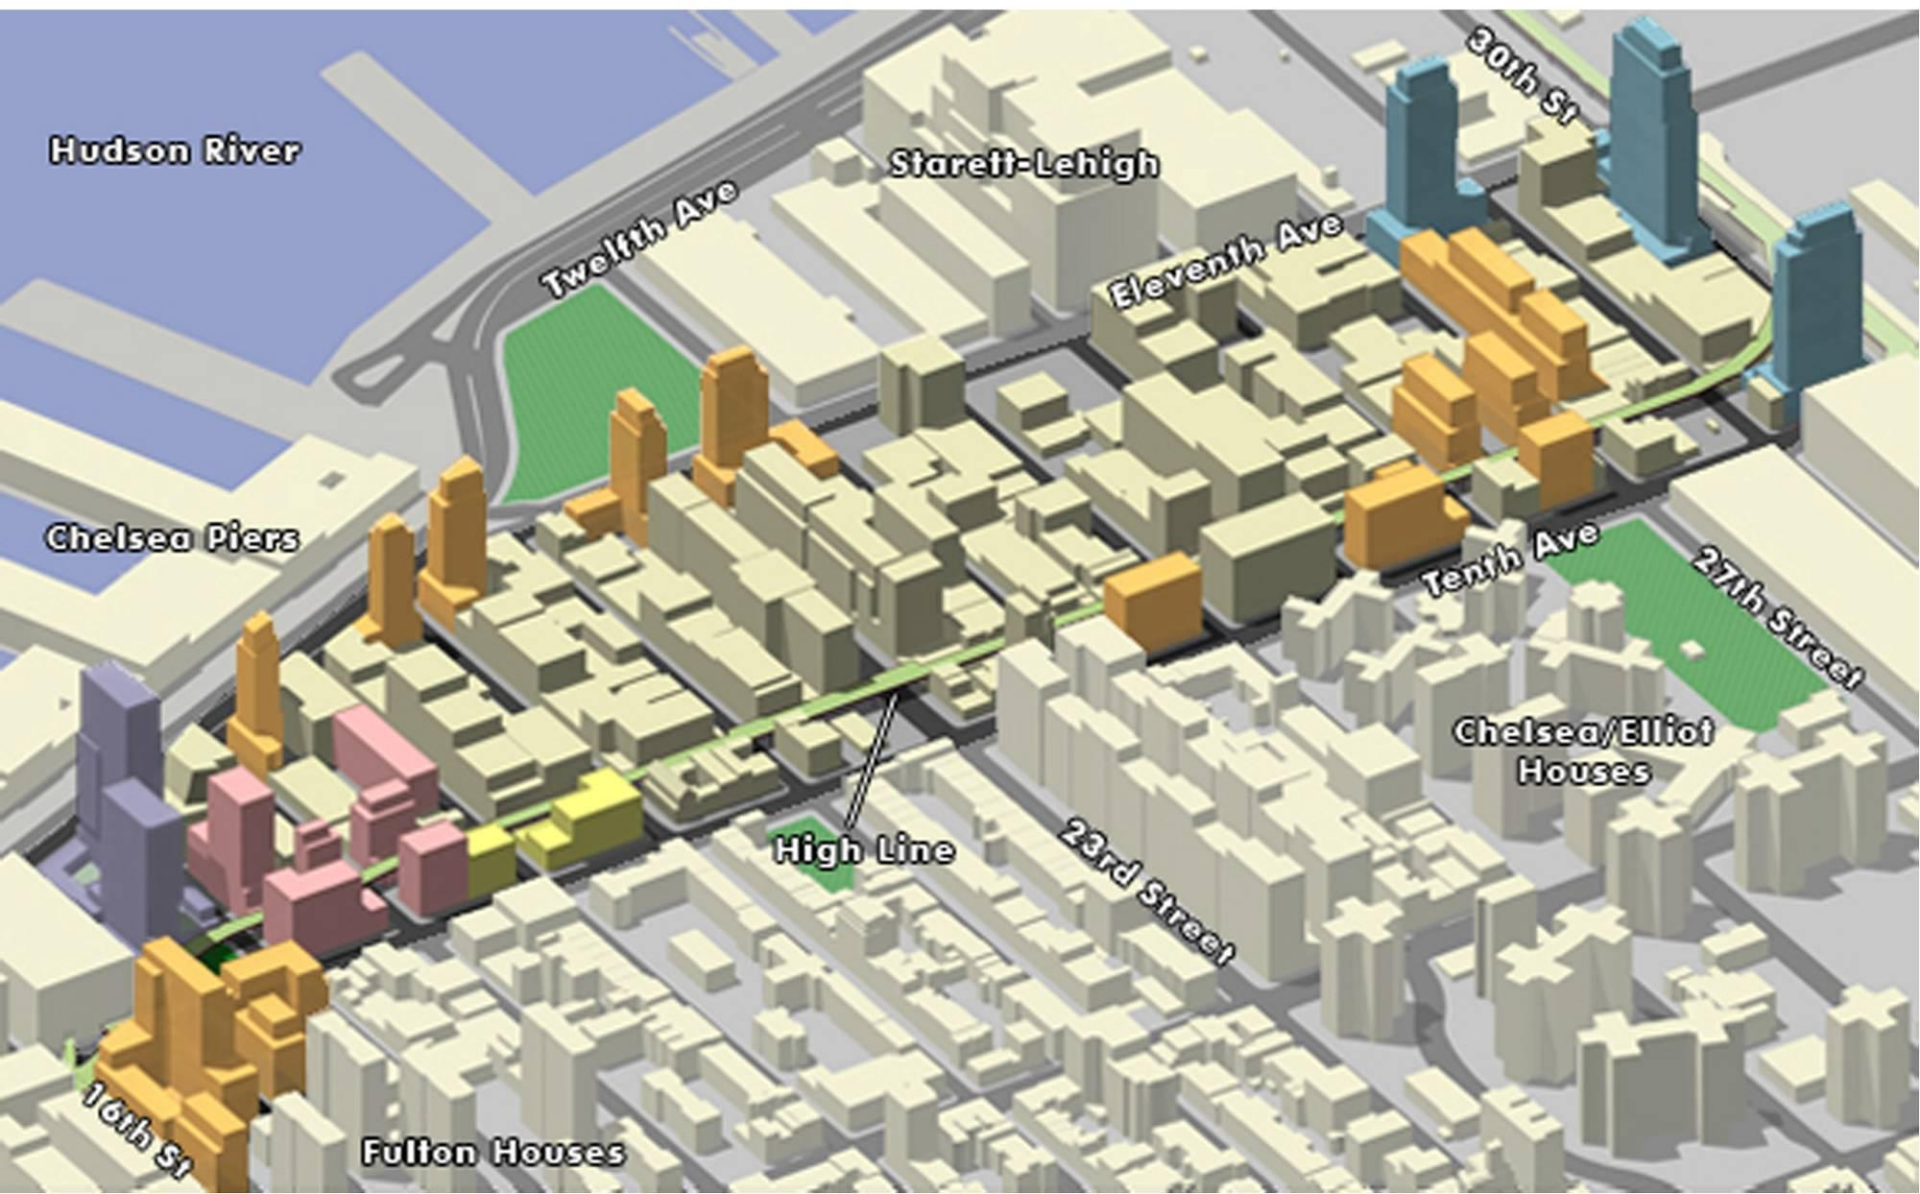 30th St
Hudson River
Starett-Lehigh
Twelfth Ave
Eleventh Ave
Chelsea Piers
Tenth Ave
27th Street
Chelsea/Elliot
Houses
High Line
23rd Street
16th St
Fulton Houses